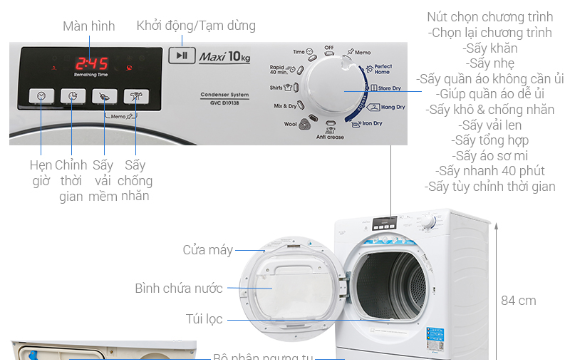 Màn hình
Khởi động/Tạm dừng
2:45
Remaining Time
Memo
Maxi 10kg
Condenser System
GVC D1013B
OFF
Time
Memo
Rapid
40 min.
Perfect
Home
Shirts
Store Dry
Mix & Dry
Hang Dry
Wool
Iron Dry
Anti crease
Hẹn
giờ
Chỉnh
thời
gian
Sấy
vải
mềm
Sấy
chống
nhăn
Nút chọn chương trình
-Chọn lại chương trình
-Sấy khăn
-Sấy nhẹ
-Sấy quần áo không cần ủi
-Giúp quần áo dễ ủi
-Sấy khô & chống nhăn
-Sấy vải len
-Sấy tổng hợp
-Sấy áo sơ mi
-Sấy nhanh 40 phút
-Sấy tùy chỉnh thời gian
Cửa máy
Bình chứa nước
Túi lọc
84 cm
Bộ phận ngưng tụ